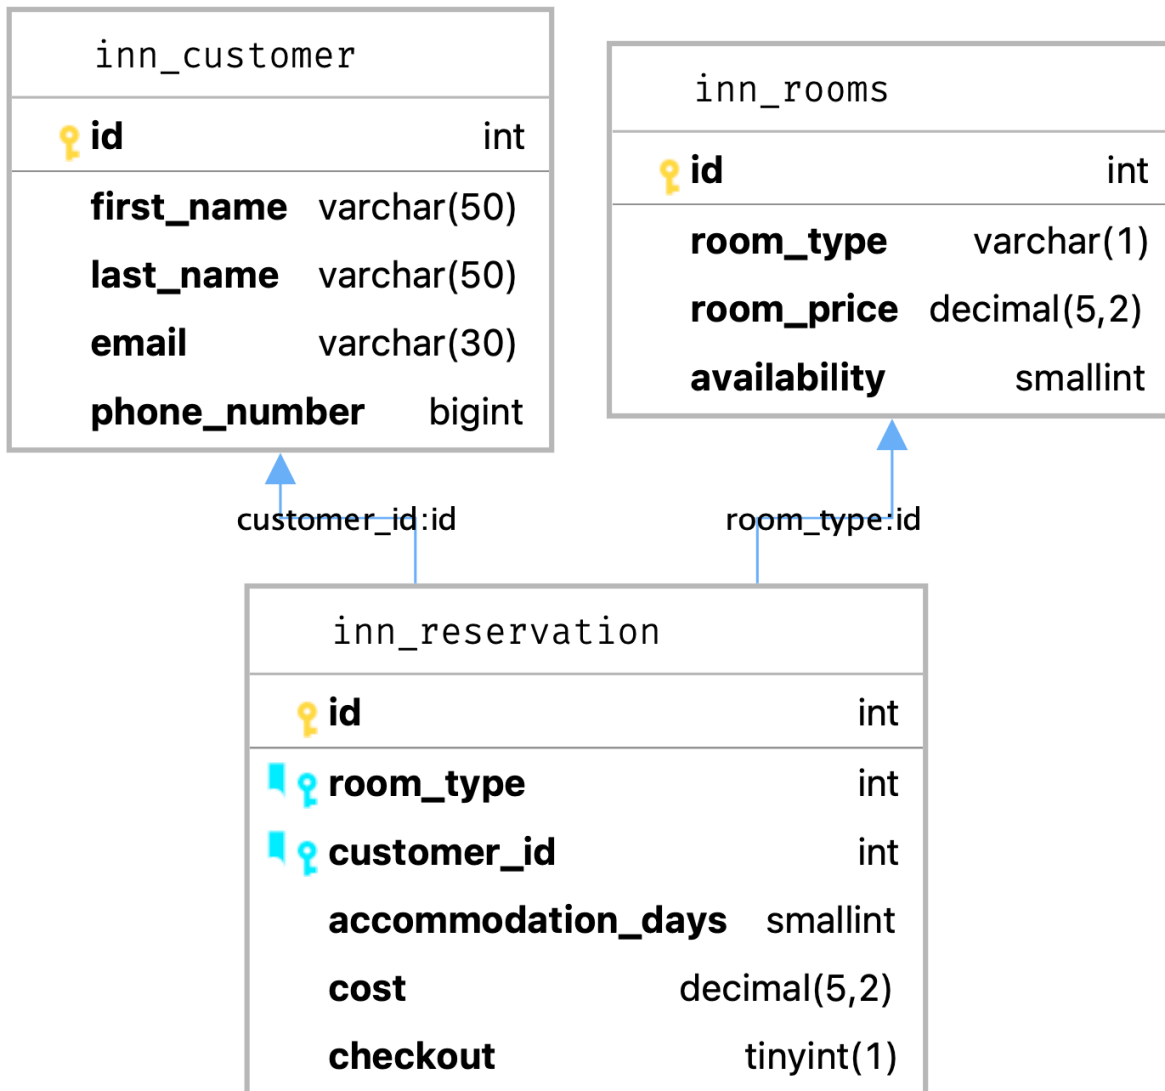 inn_customer
id int
first_name varchar(50)
last_name varchar(50)
email varchar(30)
phone_number bigint
inn_rooms
id int
room_type varchar(1)
room_price decimal(5,2)
availability smallint
customer_id:id
room_type:id
inn_reservation
id int
room_type int
customer_id int
accommodation_days smallint
cost decimal(5,2)
checkout tinyint(1)